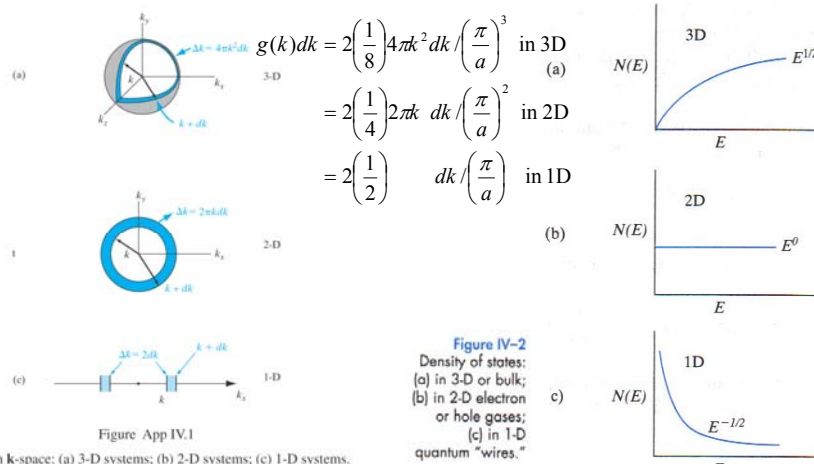 (a)
k_y
Δk = 4πk²dk
k
k_x
k_z
k + dk
3-D
g(k)dk = 2(1/8)4πk² dk /(π/a)³ in 3D
= 2(1/4)2πk dk /(π/a)² in 2D
= 2(1/2) dk /(π/a) in 1D
(a)
3D
N(E)
E^1/2
E
k_y
Δk = 2πkdk
k
k_x
k + dk
2-D
(b)
2D
N(E)
E^0
E
(c)
Δk = 2dk
k + dk
k
k_x
1-D
Figure App IV.1
k-space: (a) 3-D systems; (b) 2-D systems; (c) 1-D systems.
Figure IV–2
Density of states:
(a) in 3-D or bulk;
(b) in 2-D electron
or hole gases;
(c) in 1-D
quantum "wires."
c)
1D
N(E)
E^−1/2
E